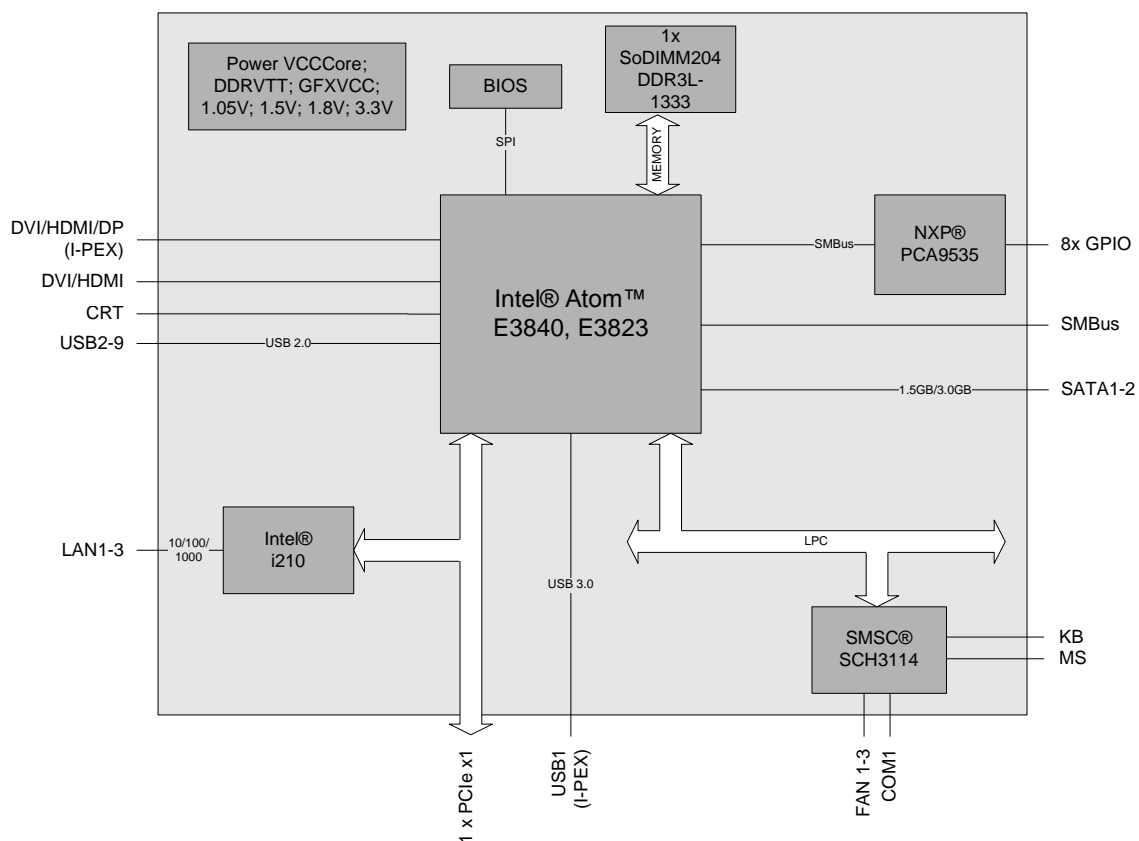 Power VCCCore;
DDRVTT; GFXVCC;
1.05V; 1.5V; 1.8V; 3.3V
BIOS
1x
SoDIMM204
DDR3L-
1333
SPI
MEMORY
DVI/HDMI/DP
(I-PEX)
DVI/HDMI
CRT
USB2-9
USB 2.0
Intel® Atom™
E3840, E3823
SMBus
NXP®
PCA9535
8x GPIO
SMBus
1.5GB/3.0GB
SATA1-2
LAN1-3
10/100/
1000
Intel®
i210
USB 3.0
LPC
SMSC®
SCH3114
KB
MS
1 x PCIe x1
USB1
(I-PEX)
FAN 1-3
COM1